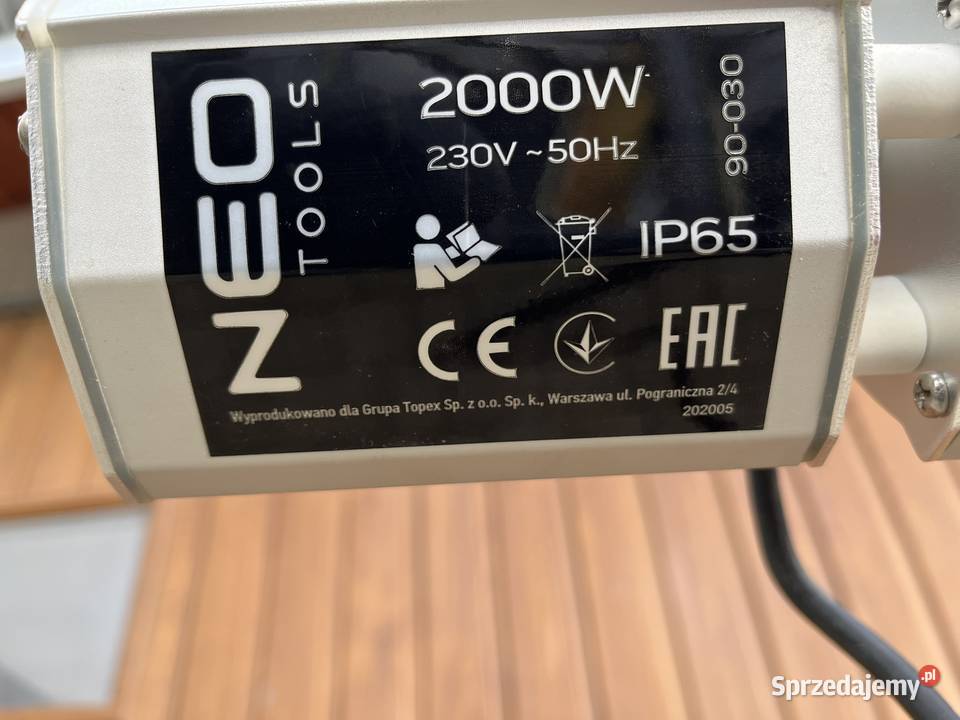 NEO
TOOLS
2000W
230V ~50Hz
90-030
IP65
CE
EAC
Wyprodukowano dla Grupa Topex Sp. z o.o. Sp. k., Warszawa ul. Pograniczna 2/4
202005
Sprzedajemy.pl